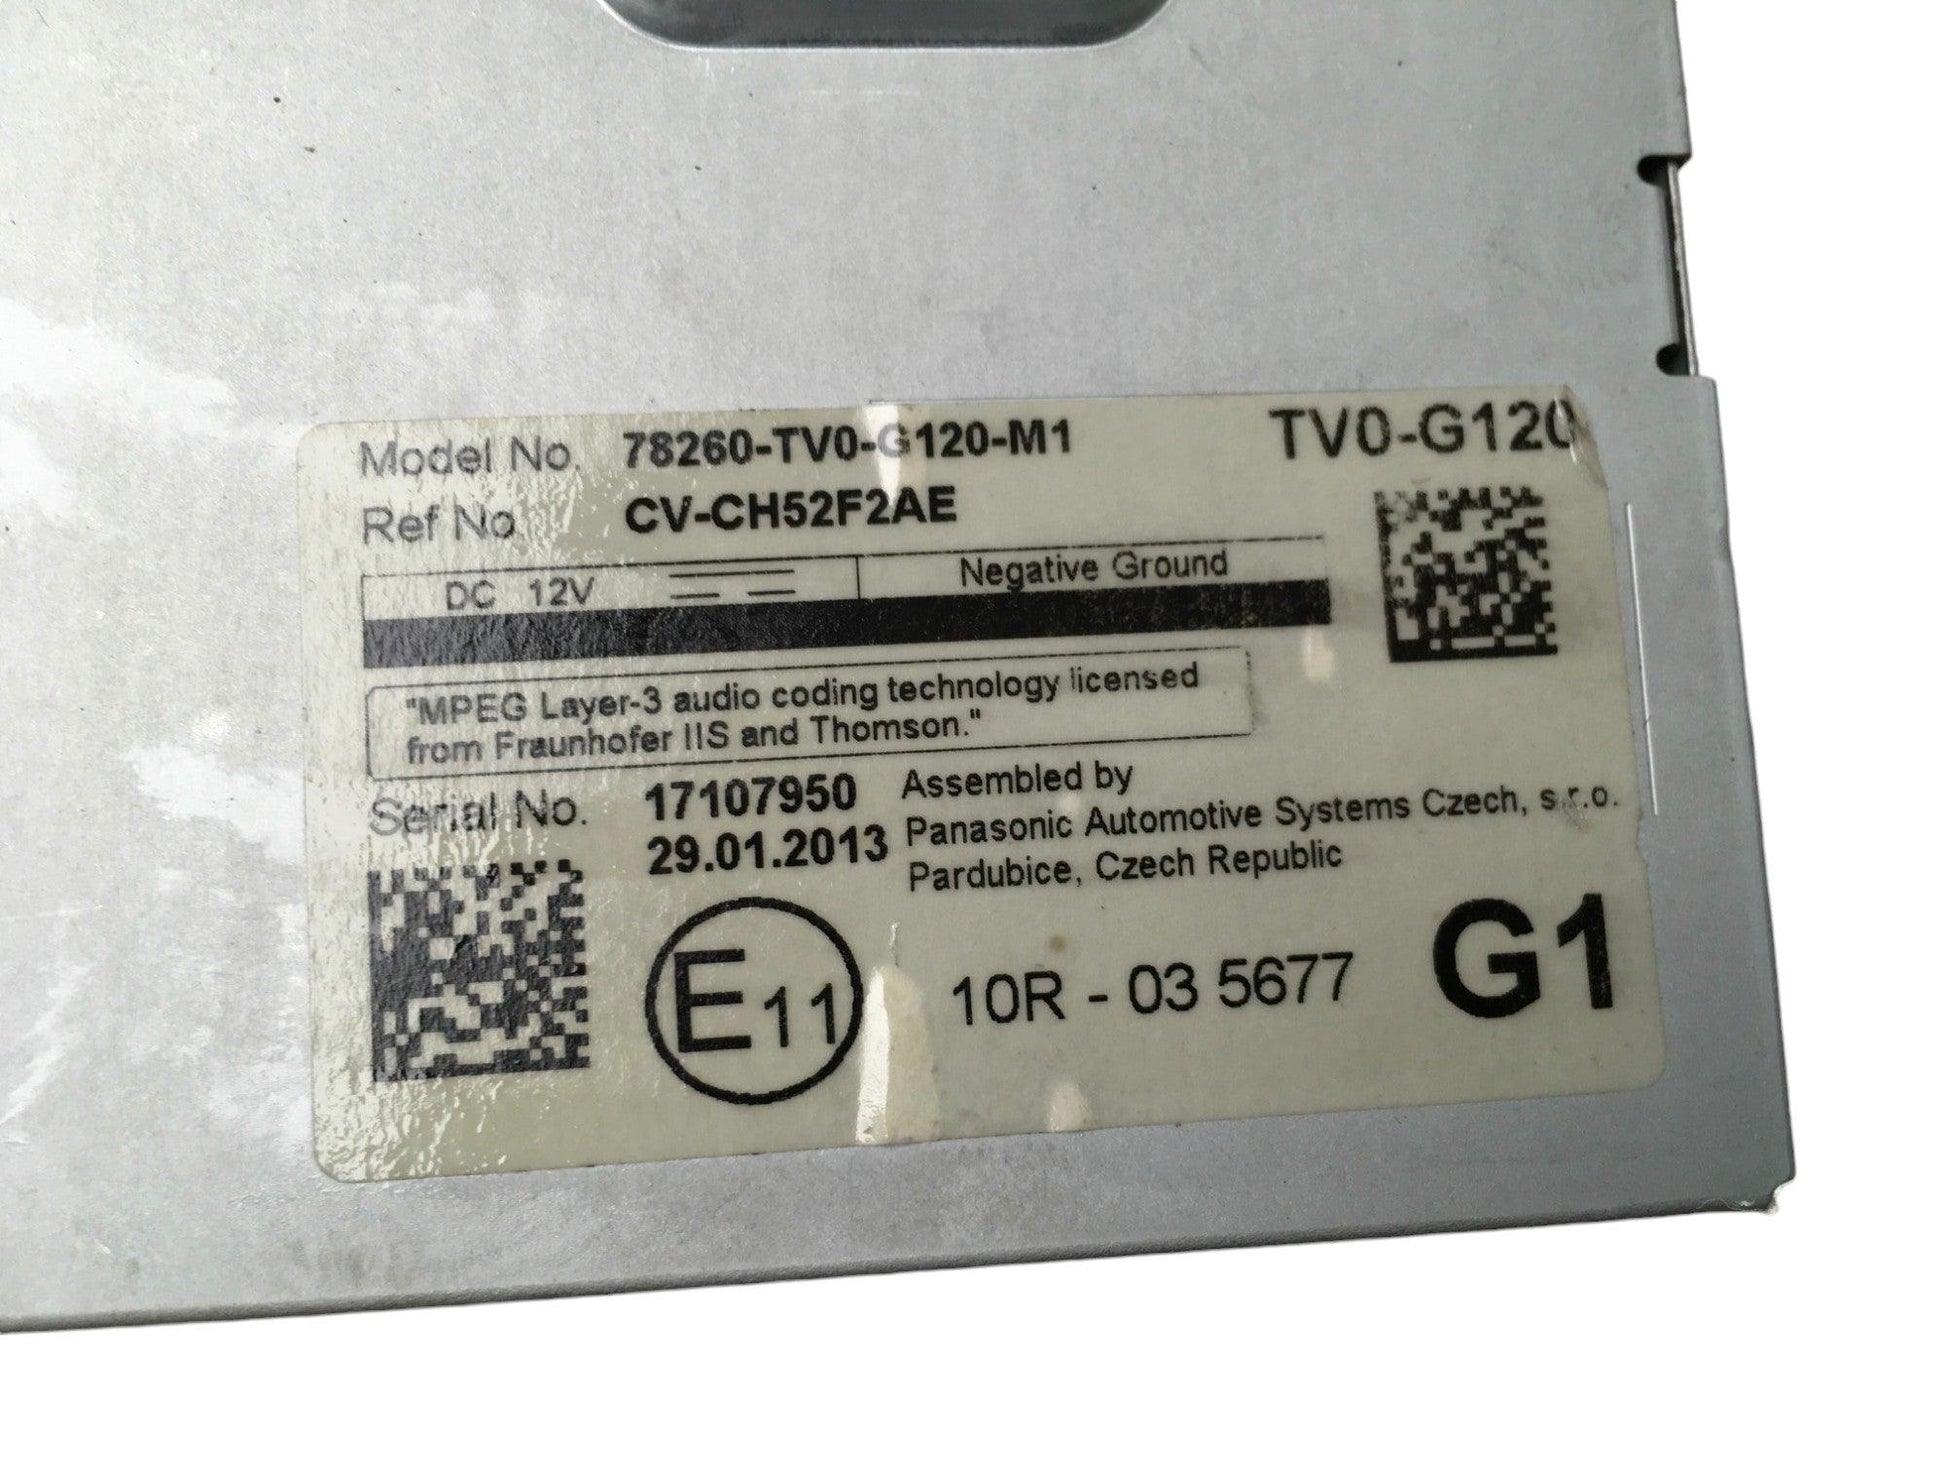 Model No. 78260-TV0-G120-M1 TV0-G120
Ref No CV-CH52F2AE
DC 12V Negative Ground
"MPEG Layer-3 audio coding technology licensed
from Fraunhofer IIS and Thomson."
Serial No. 17107950
29.01.2013
Assembled by
Panasonic Automotive Systems Czech, s.r.o.
Pardubice, Czech Republic
E11 10R - 03 5677 G1